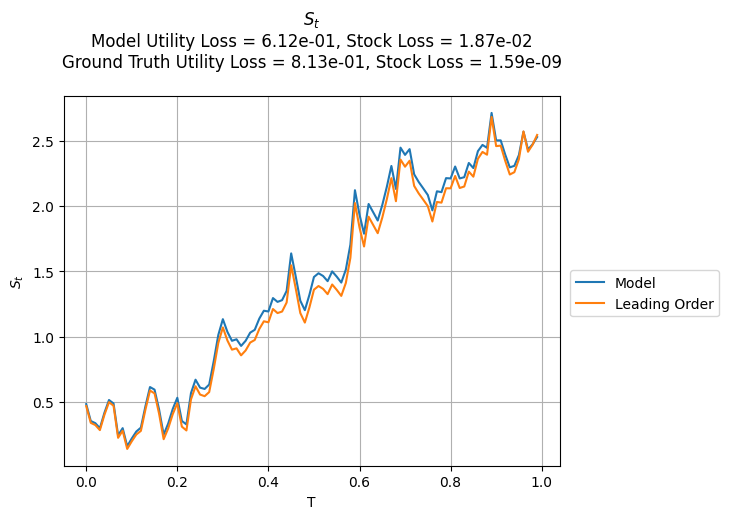 S_t
Model Utility Loss = 6.12e-01, Stock Loss = 1.87e-02
Ground Truth Utility Loss = 8.13e-01, Stock Loss = 1.59e-09
2.5
2.0
1.5
1.0
0.5
S_t
0.0 0.2 0.4 0.6 0.8 1.0
T
Model
Leading Order